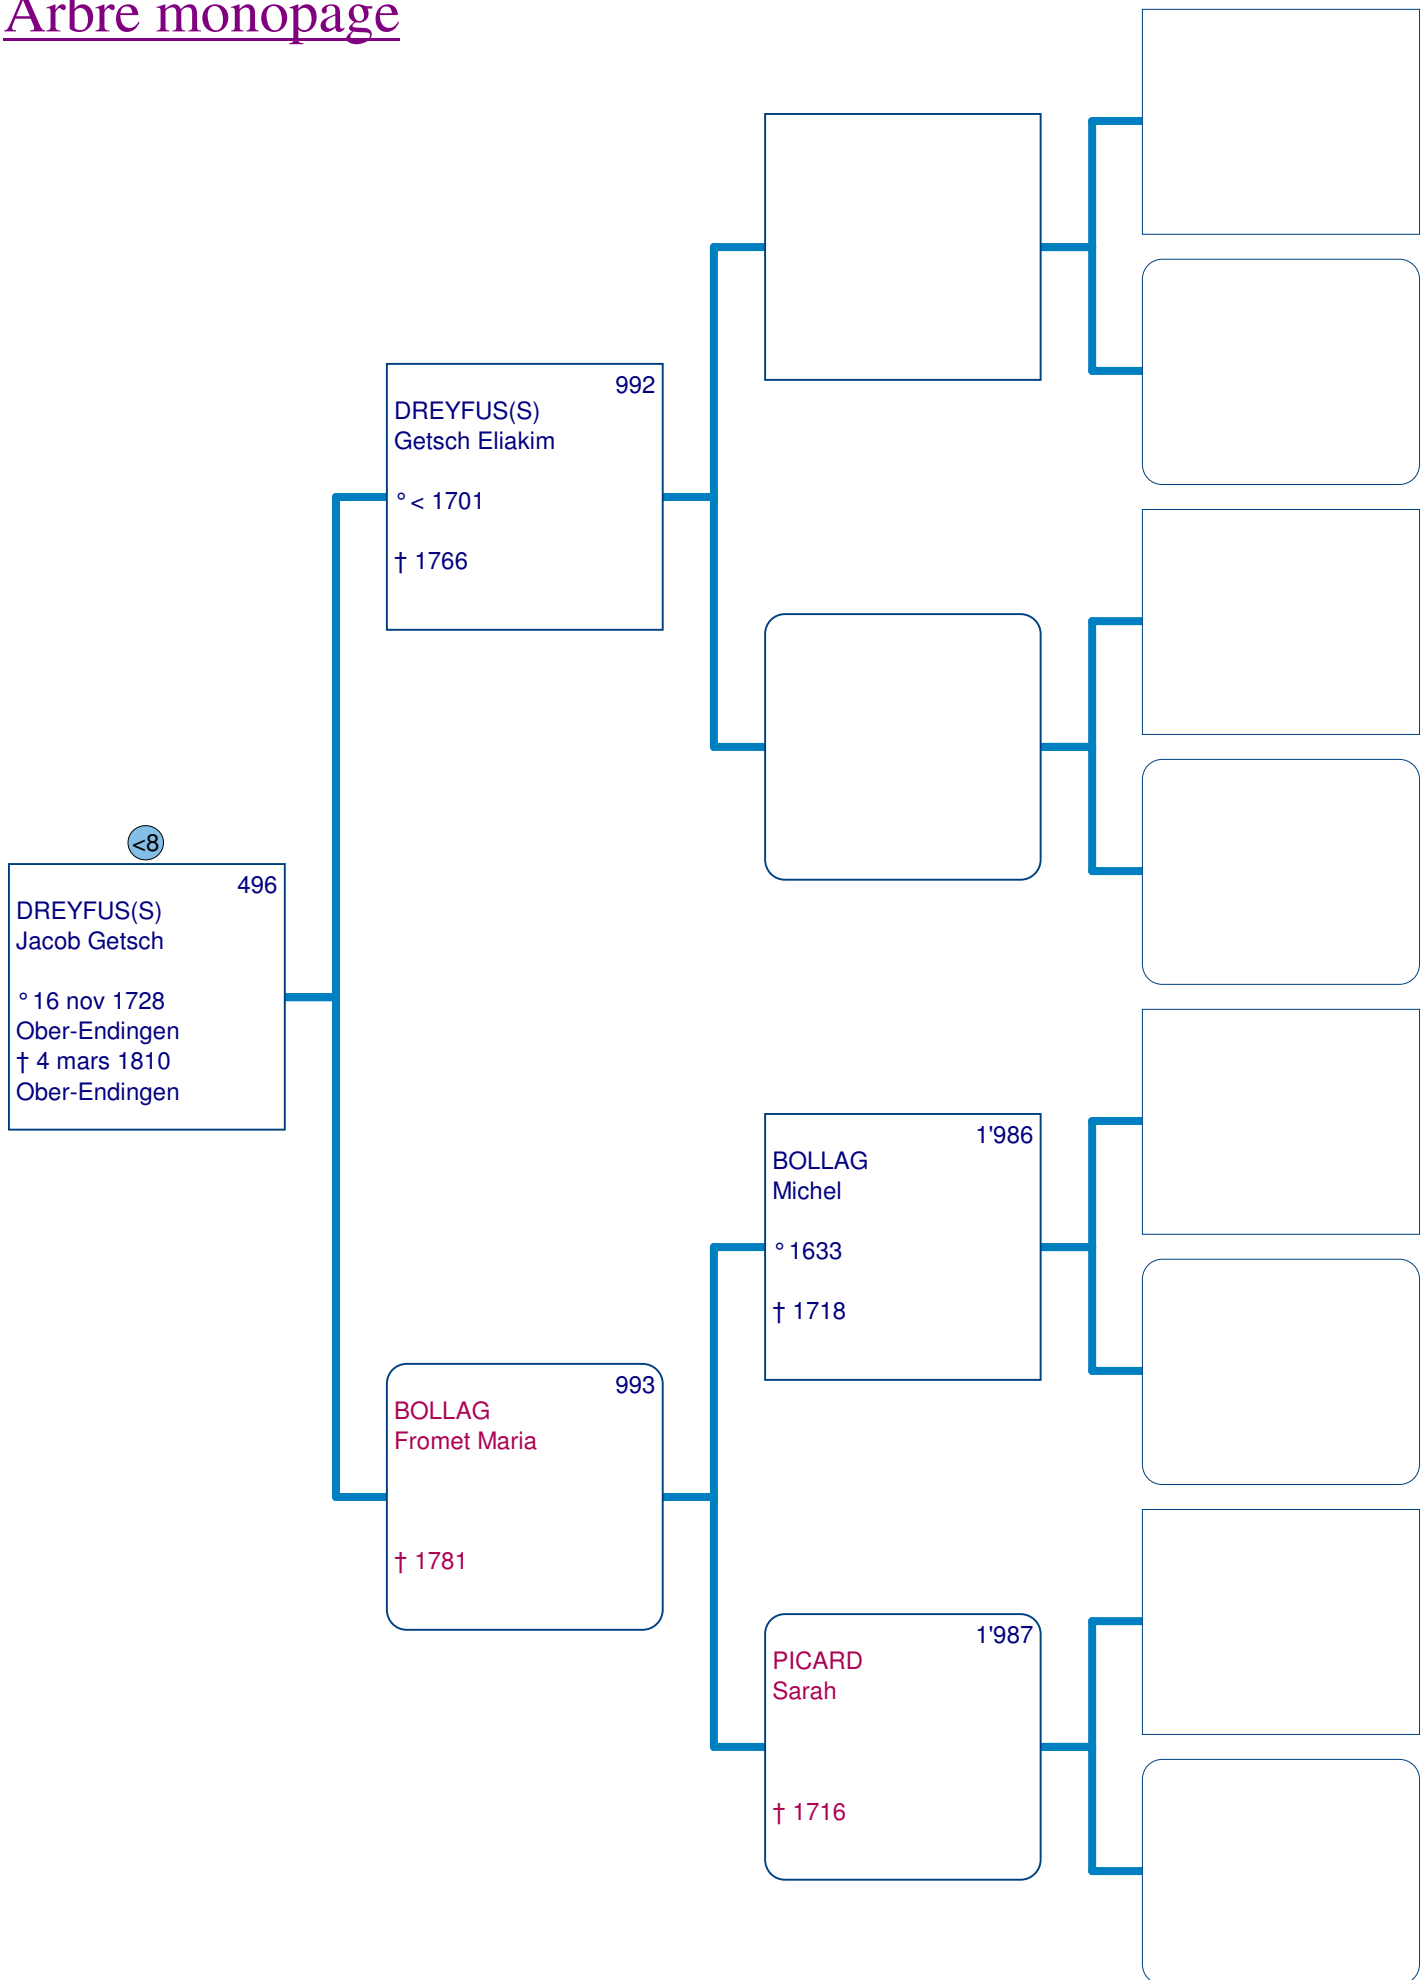 Arbre monopage
992
DREYFUS(S)
Getsch Eliakim
° < 1701
† 1766
<8
496
DREYFUS(S)
Jacob Getsch
° 16 nov 1728
Ober-Endingen
† 4 mars 1810
Ober-Endingen
1'986
BOLLAG
Michel
° 1633
† 1718
993
BOLLAG
Fromet Maria
† 1781
1'987
PICARD
Sarah
† 1716